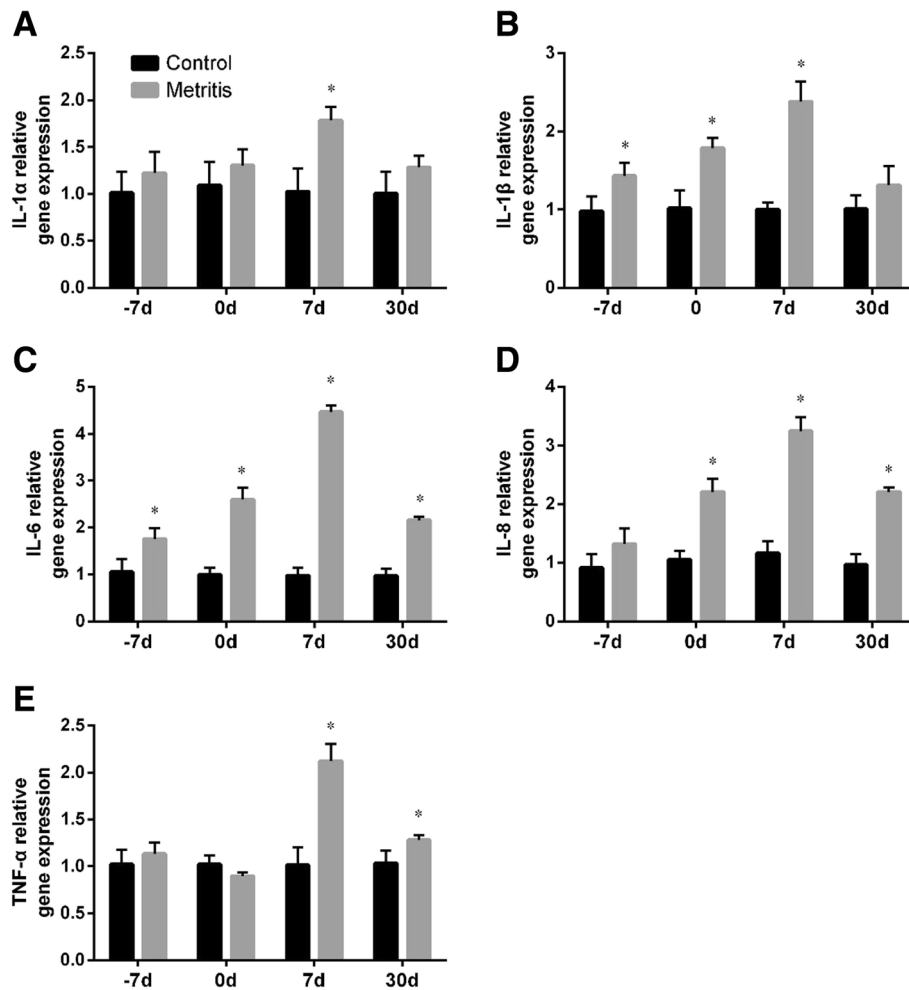 A
IL-1α relative
gene expression
2.5
2.0
1.5
1.0
0.5
0.0
Control
Metritis
*
-7d 0d 7d 30d
B
IL-1β relative
gene expression
3
2
1
0
* * *
-7d 0 7d 30d
C
IL-6 relative
gene expression
5
4
3
2
1
0
* * * *
-7d 0d 7d 30d
D
IL-8 relative
gene expression
4
3
2
1
0
* * *
-7d 0d 7d 30d
E
TNF-α relative
gene expression
2.5
2.0
1.5
1.0
0.5
0.0
* *
-7d 0d 7d 30d